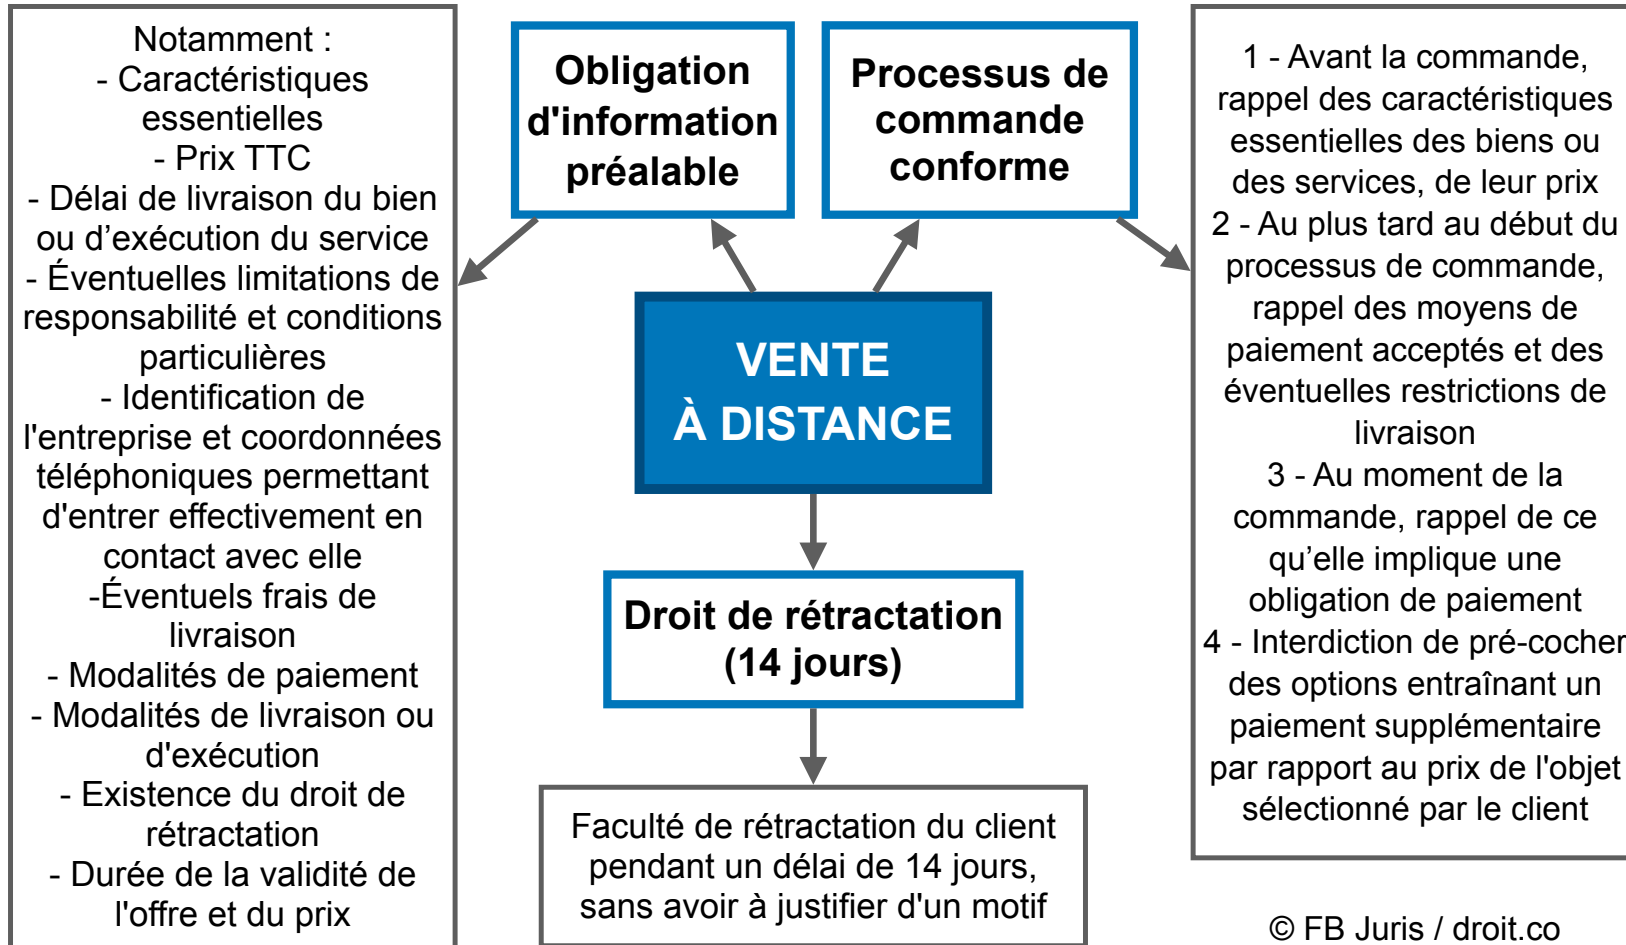 Notamment :
- Caractéristiques
essentielles
- Prix TTC
- Délai de livraison du bien
ou d’exécution du service
- Éventuelles limitations de
responsabilité et conditions
particulières
- Identification de
l'entreprise et coordonnées
téléphoniques permettant
d'entrer effectivement en
contact avec elle
-Éventuels frais de
livraison
- Modalités de paiement
- Modalités de livraison ou
d'exécution
- Existence du droit de
rétractation
- Durée de la validité de
l'offre et du prix
Obligation
d'information
préalable
Processus de
commande
conforme
VENTE
À DISTANCE
Droit de rétractation
(14 jours)
Faculté de rétractation du client
pendant un délai de 14 jours,
sans avoir à justifier d'un motif
1 - Avant la commande,
rappel des caractéristiques
essentielles des biens ou
des services, de leur prix
2 - Au plus tard au début du
processus de commande,
rappel des moyens de
paiement acceptés et des
éventuelles restrictions de
livraison
3 - Au moment de la
commande, rappel de ce
qu’elle implique une
obligation de paiement
4 - Interdiction de pré-cocher
des options entraînant un
paiement supplémentaire
par rapport au prix de l'objet
sélectionné par le client
© FB Juris / droit.co